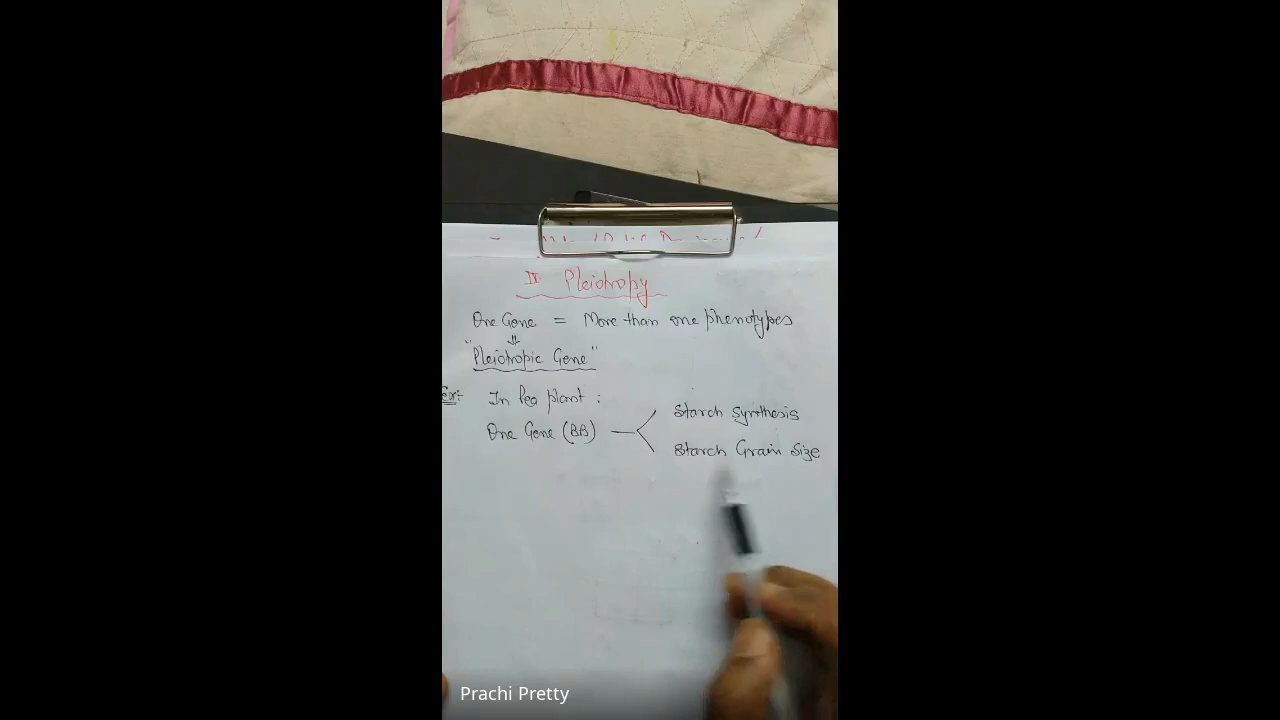 II Pleiotropy
One Gene = More than one phenotypes
⇓
"Pleiotropic Gene"
Ex:- In Pea plant :
One Gene (BB) Starch Synthesis
Starch Grain Size
Prachi Pretty